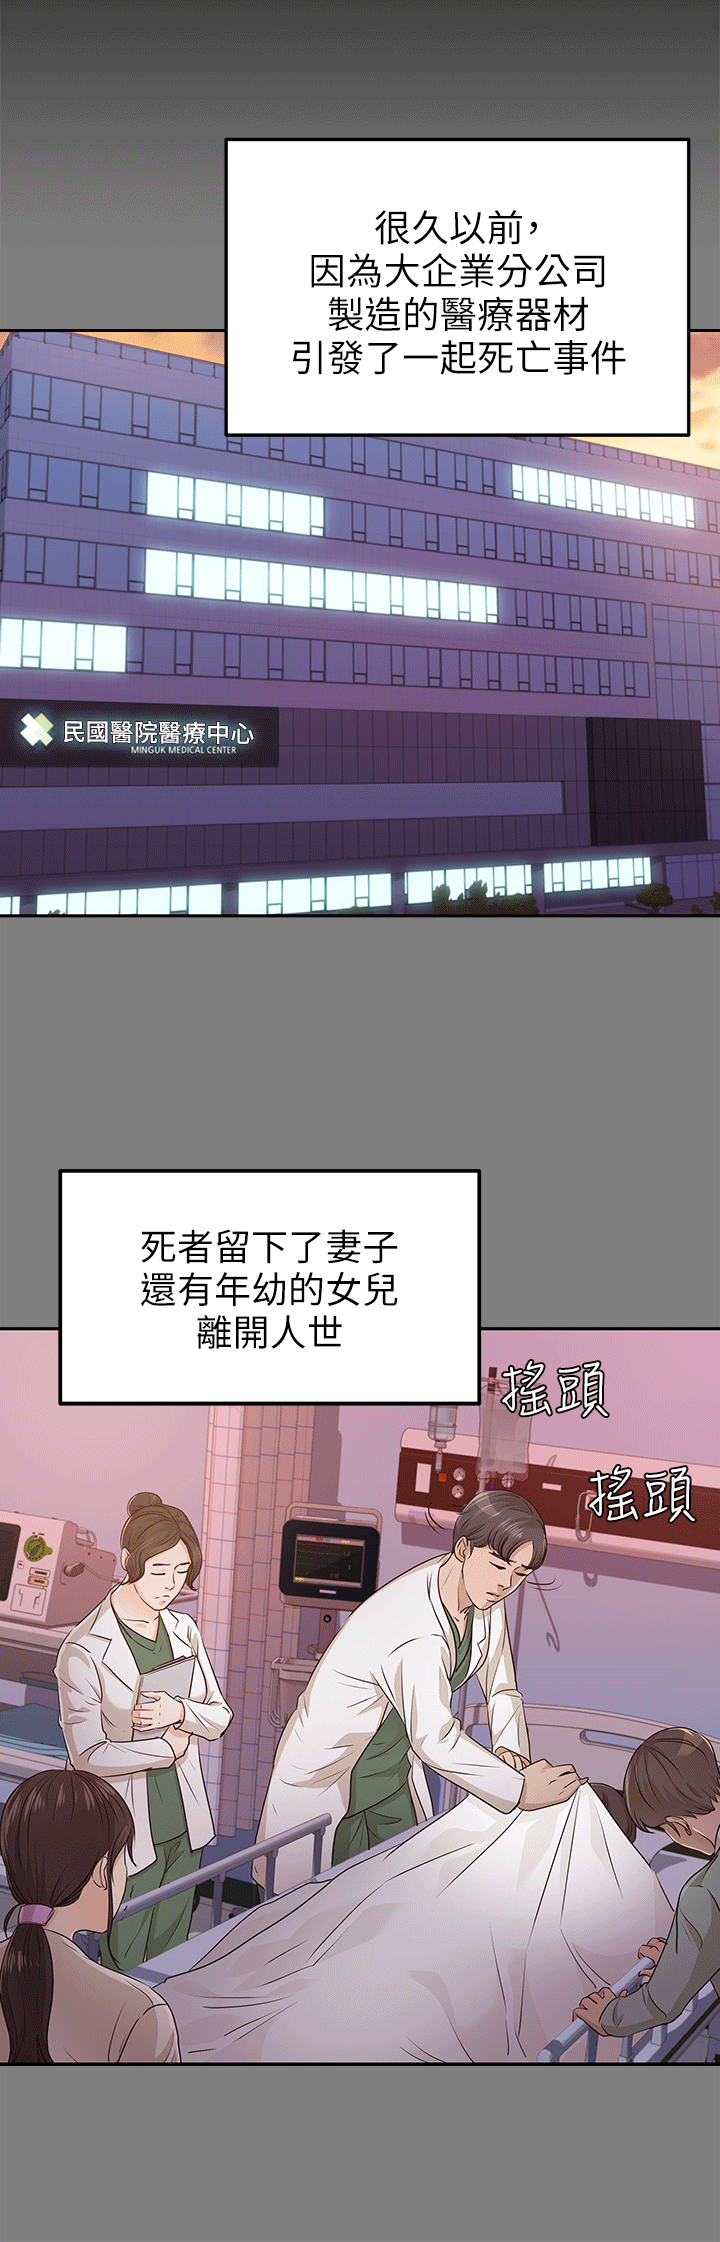 很久以前,
因為大企業分公司
製造的醫療器材
引發了一起死亡事件
民國醫院醫療中心
MINGUK MEDICAL CENTER
死者留下了妻子
還有年幼的女兒
離開人世
搖頭
搖頭